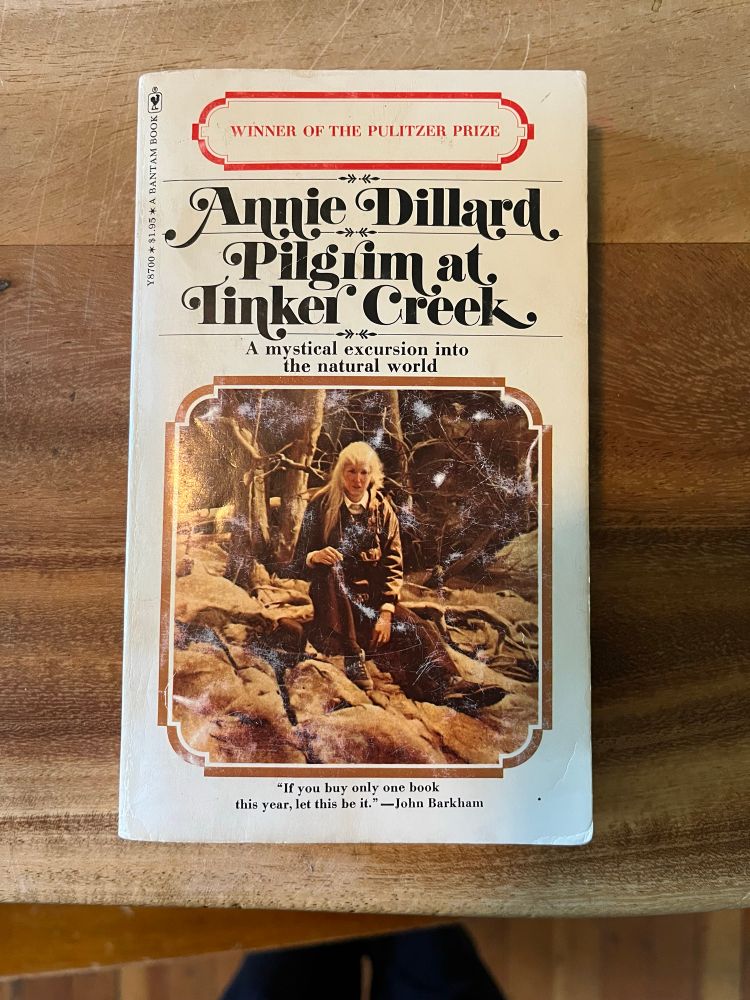 WINNER OF THE PULITZER PRIZE
Annie Dillard
Pilgrim at
Tinker Creek
A mystical excursion into
the natural world
"If you buy only one book
this year, let this be it."—John Barkham
Y8700 * $1.95 * A BANTAM BOOK ®